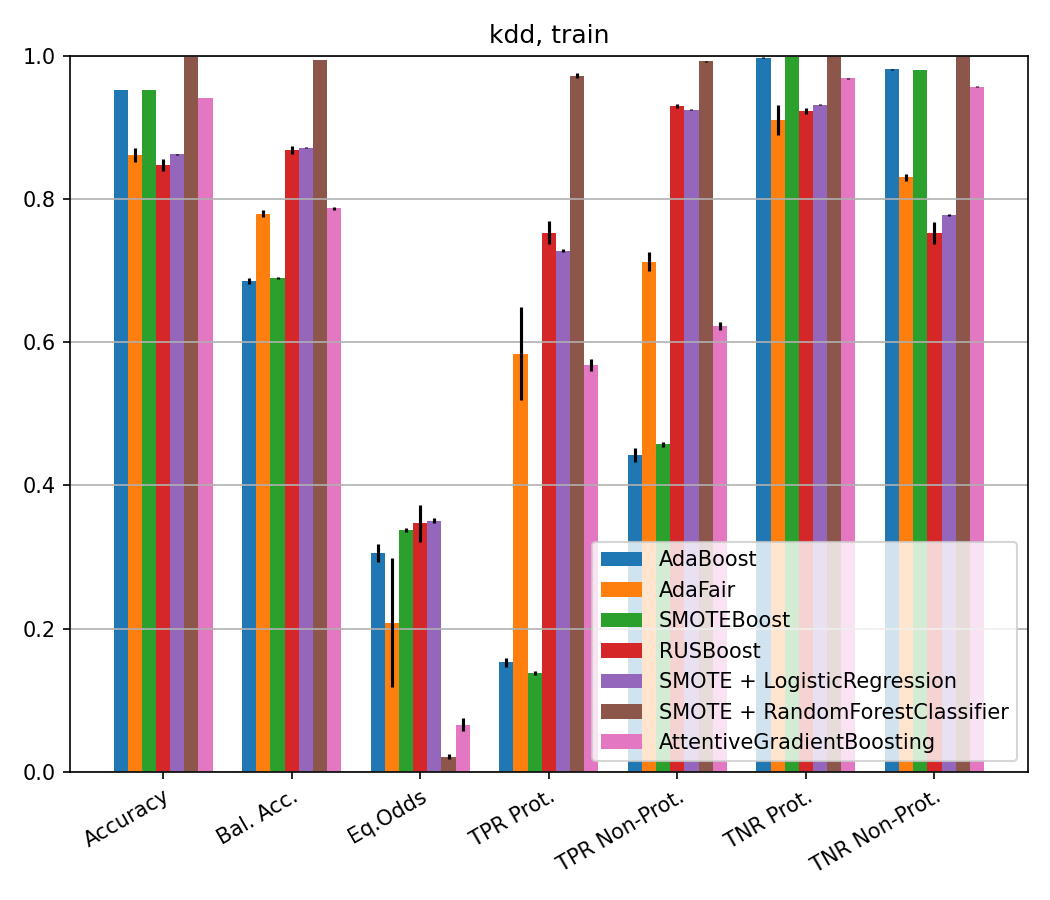 kdd, train
1.0
0.8
0.6
0.4
0.2
0.0
AdaBoost
AdaFair
SMOTEBoost
RUSBoost
SMOTE + LogisticRegression
SMOTE + RandomForestClassifier
AttentiveGradientBoosting
Accuracy
Bal. Acc.
Eq.Odds
TPR Prot.
TPR Non-Prot.
TNR Prot.
TNR Non-Prot.